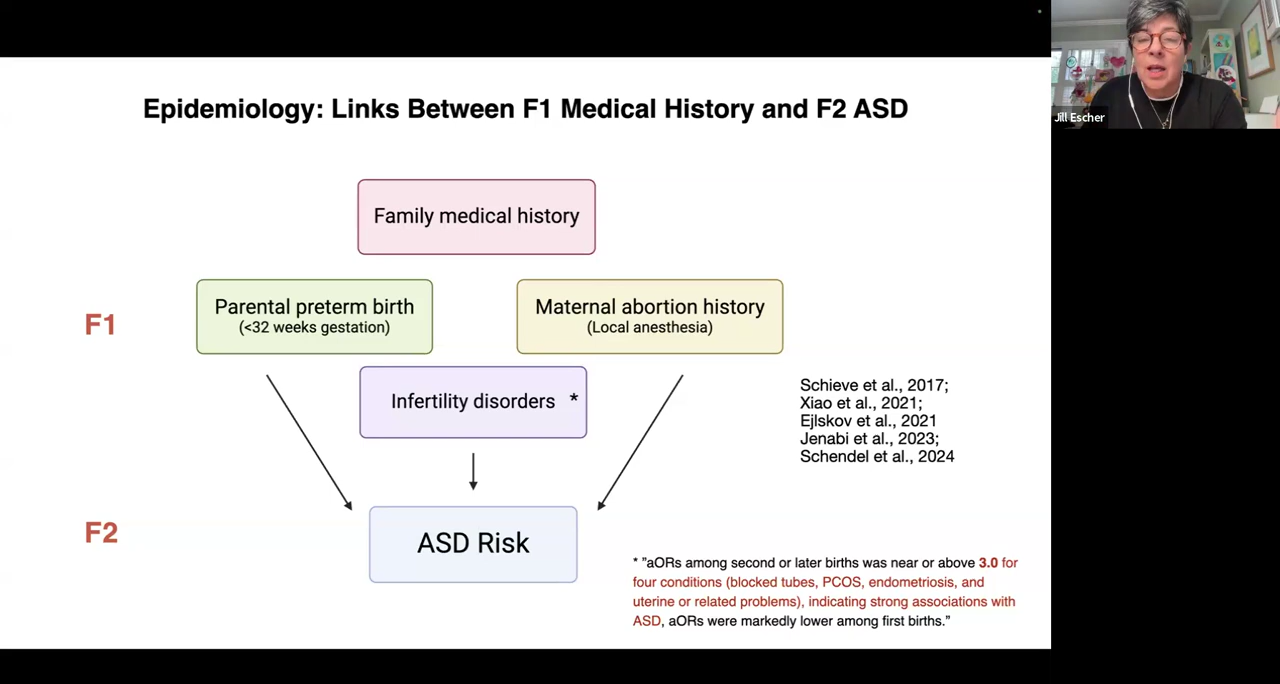 Epidemiology: Links Between F1 Medical History and F2 ASD
Jill Escher
Family medical history
F1
Parental preterm birth
(<32 weeks gestation)
Maternal abortion history
(Local anesthesia)
Infertility disorders *
Schieve et al., 2017;
Xiao et al., 2021;
Ejlskov et al., 2021
Jenabi et al., 2023;
Schendel et al., 2024
F2
ASD Risk
* ”aORs among second or later births was near or above 3.0 for
four conditions (blocked tubes, PCOS, endometriosis, and
uterine or related problems), indicating strong associations with
ASD, aORs were markedly lower among first births.”